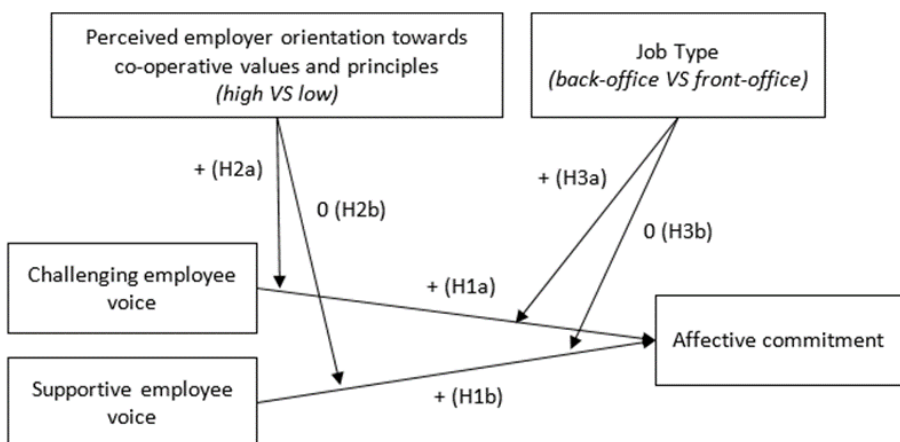 Perceived employer orientation towards
co-operative values and principles
(high VS low)
Job Type
(back-office VS front-office)
+ (H2a)
+ (H3a)
0 (H2b)
0 (H3b)
Challenging employee
voice
+ (H1a)
Affective commitment
Supportive employee
voice
+ (H1b)